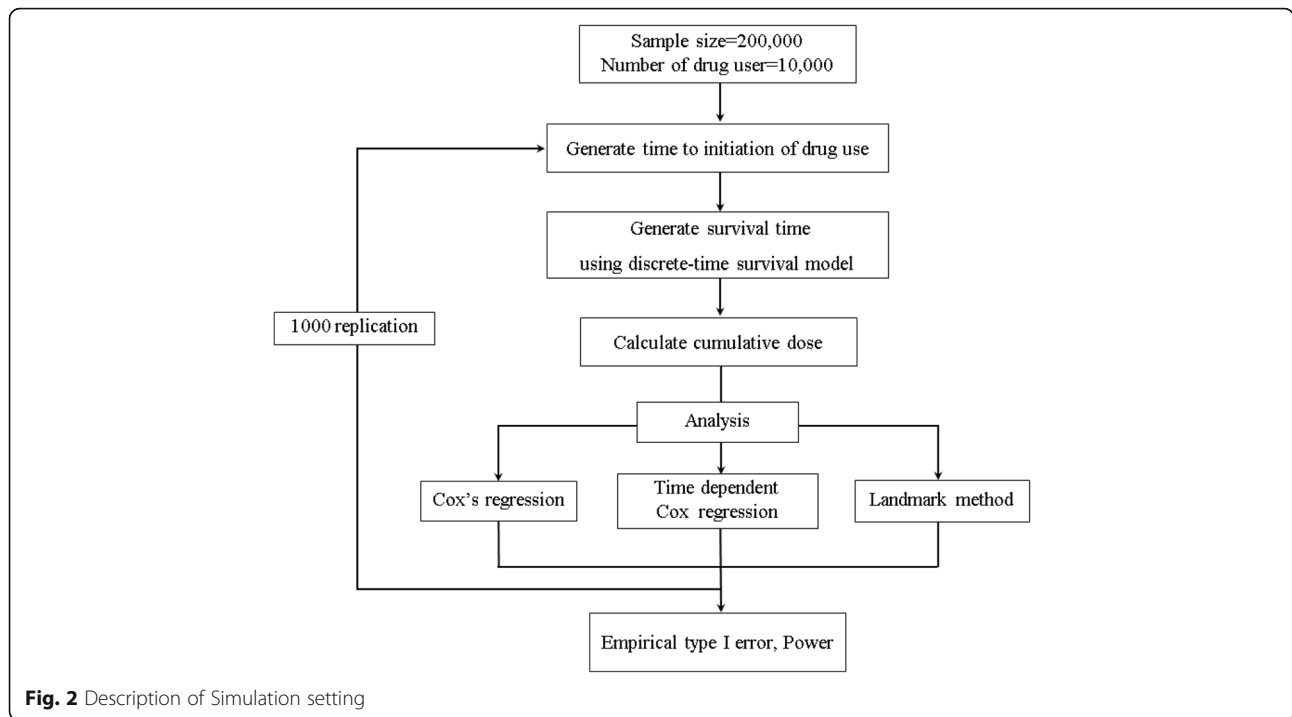 Sample size=200,000
Number of drug user=10,000
Generate time to initiation of drug use
Generate survival time
using discrete-time survival model
1000 replication
Calculate cumulative dose
Analysis
Cox's regression
Time dependent
Cox regression
Landmark method
Empirical type I error, Power
Fig. 2 Description of Simulation setting